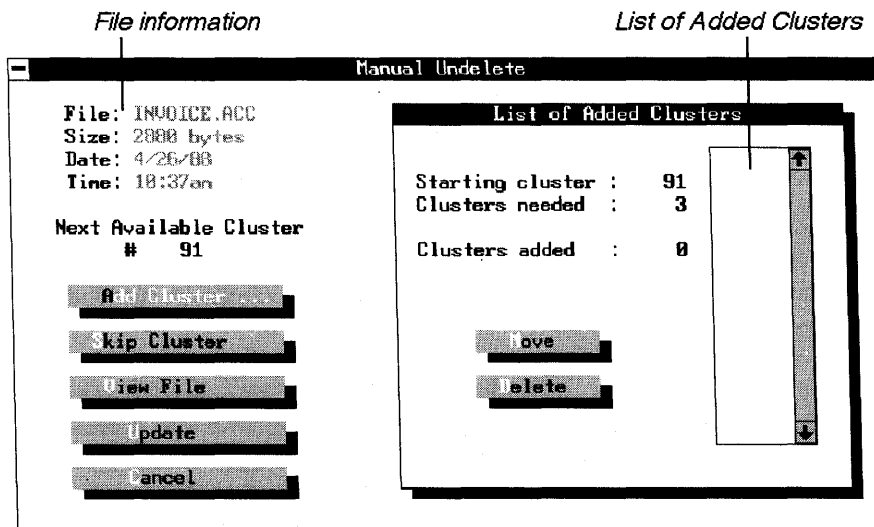 File information
List of Added Clusters
Manual Undelete
File: INVOICE.ACC
Size: 2080 bytes
Date: 4/26/88
Time: 10:37am
Next Available Cluster
# 91
Add Cluster ...
Skip Cluster
View File
Update
Cancel
List of Added Clusters
Starting cluster : 91
Clusters needed : 3
Clusters added : 0
Move
Delete